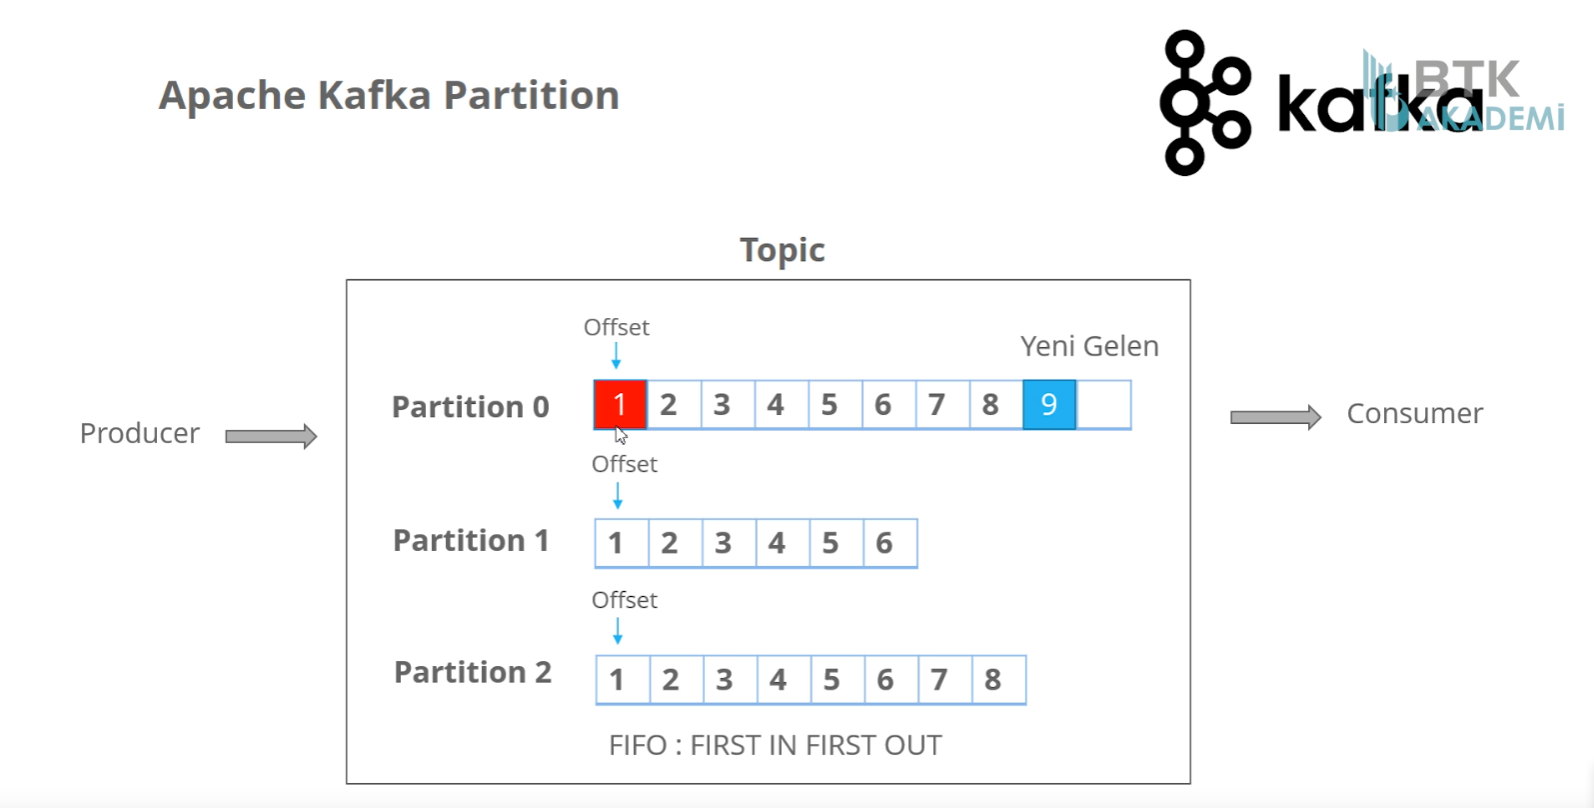 Apache Kafka Partition
kafka
BTK
AKADEMİ
Topic
Offset
Yeni Gelen
Partition 0 1 2 3 4 5 6 7 8 9
Producer
Consumer
Offset
Partition 1 1 2 3 4 5 6
Offset
Partition 2 1 2 3 4 5 6 7 8
FIFO : FIRST IN FIRST OUT